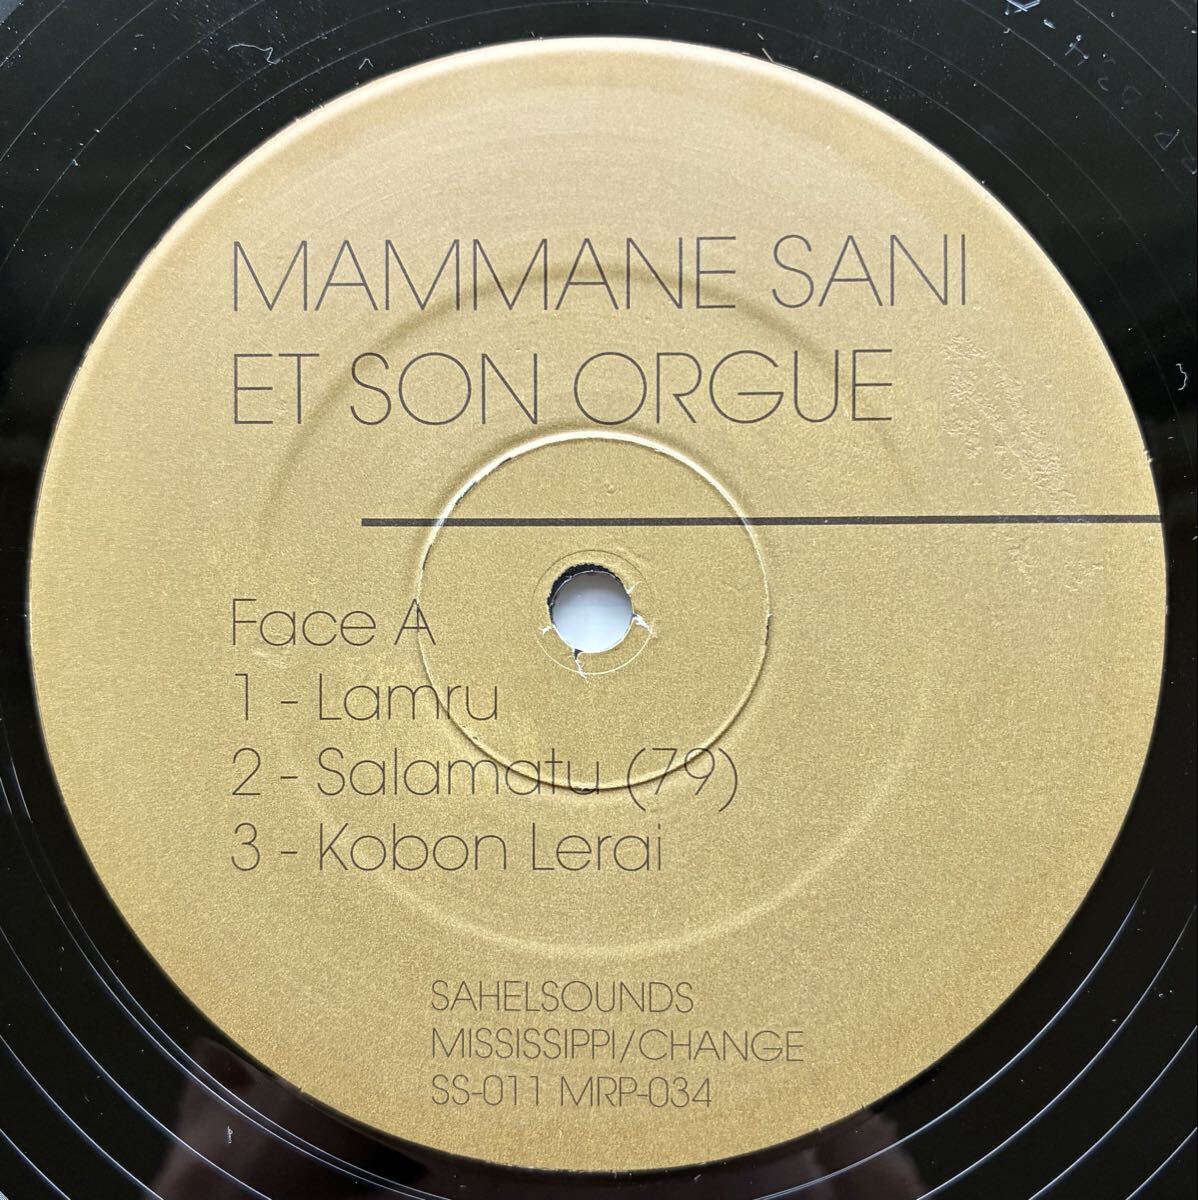 MAMMANE SANI
ET SON ORGUE
Face A
1 - Lamru
2 - Salamatu (79)
3 - Kobon Lerai
SAHELSOUNDS
MISSISSIPPI/CHANGE
SS-011 MRP-034